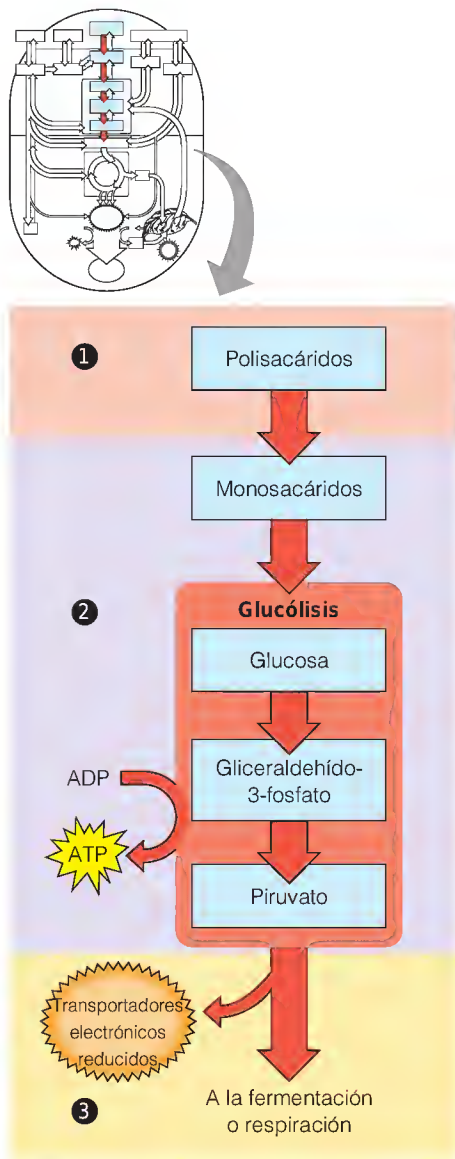 1
Polisacáridos
Monosacáridos
2
Glucólisis
Glucosa
Gliceraldehído-
3-fosfato
ADP
ATP
Piruvato
Transportadores
electrónicos
reducidos
3
A la fermentación
o respiración